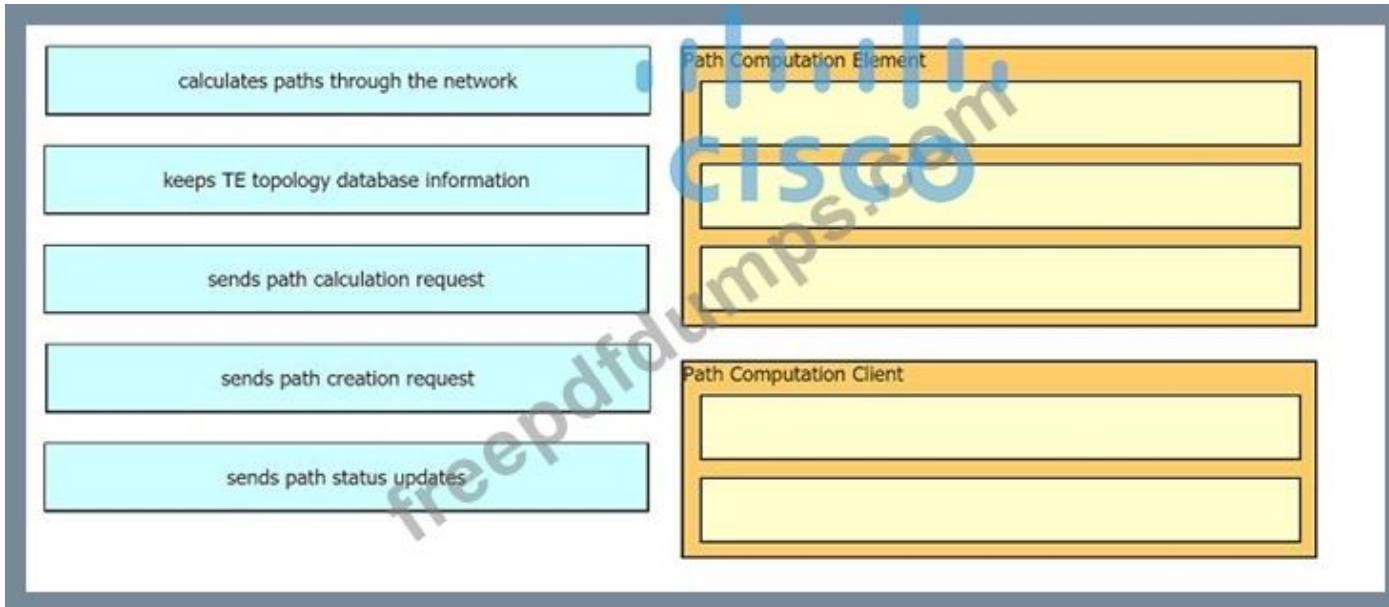 calculates paths through the network
keeps TE topology database information
sends path calculation request
sends path creation request
sends path status updates
Path Computation Element
Path Computation Client
CISCO
freepdfdumps.com